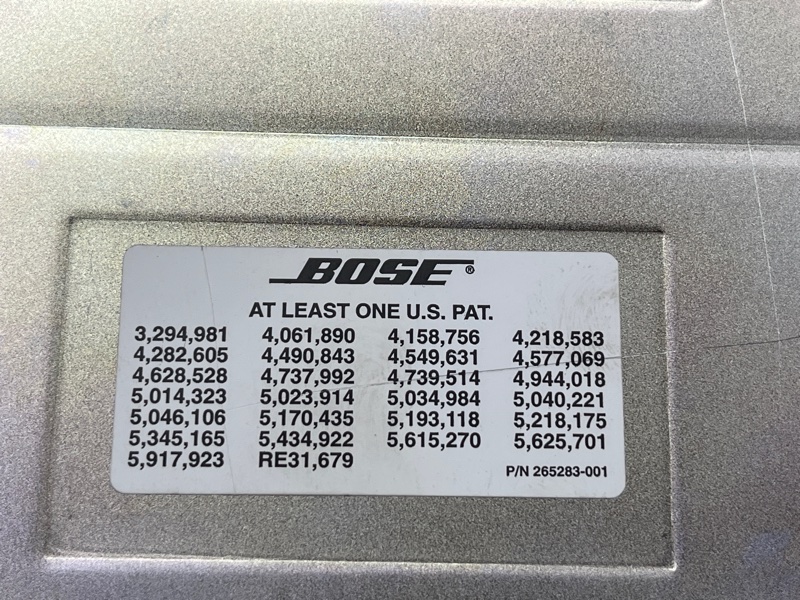 BOSE®
AT LEAST ONE U.S. PAT.
3,294,981 4,061,890 4,158,756 4,218,583
4,282,605 4,490,843 4,549,631 4,577,069
4,628,528 4,737,992 4,739,514 4,944,018
5,014,323 5,023,914 5,034,984 5,040,221
5,046,106 5,170,435 5,193,118 5,218,175
5,345,165 5,434,922 5,615,270 5,625,701
5,917,923 RE31,679
P/N 265283-001